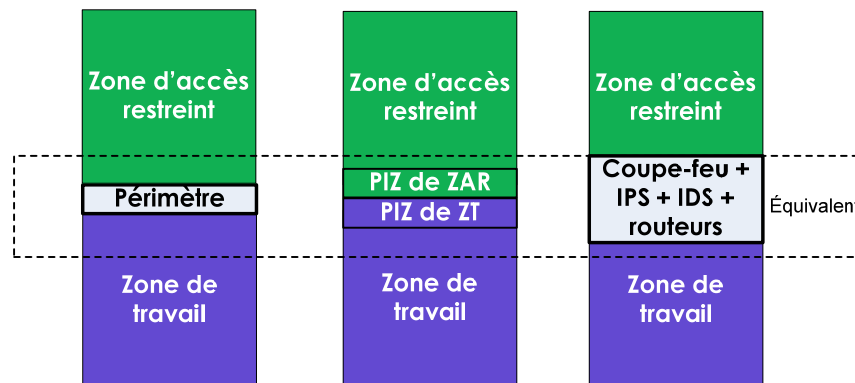 Zone d'accès
restreint
Périmètre
Zone de
travail
Zone d'accès
restreint
PIZ de ZAR
PIZ de ZT
Zone de
travail
Zone d'accès
restreint
Coupe-feu +
IPS + IDS +
routeurs
Zone de
travail
Équivalent